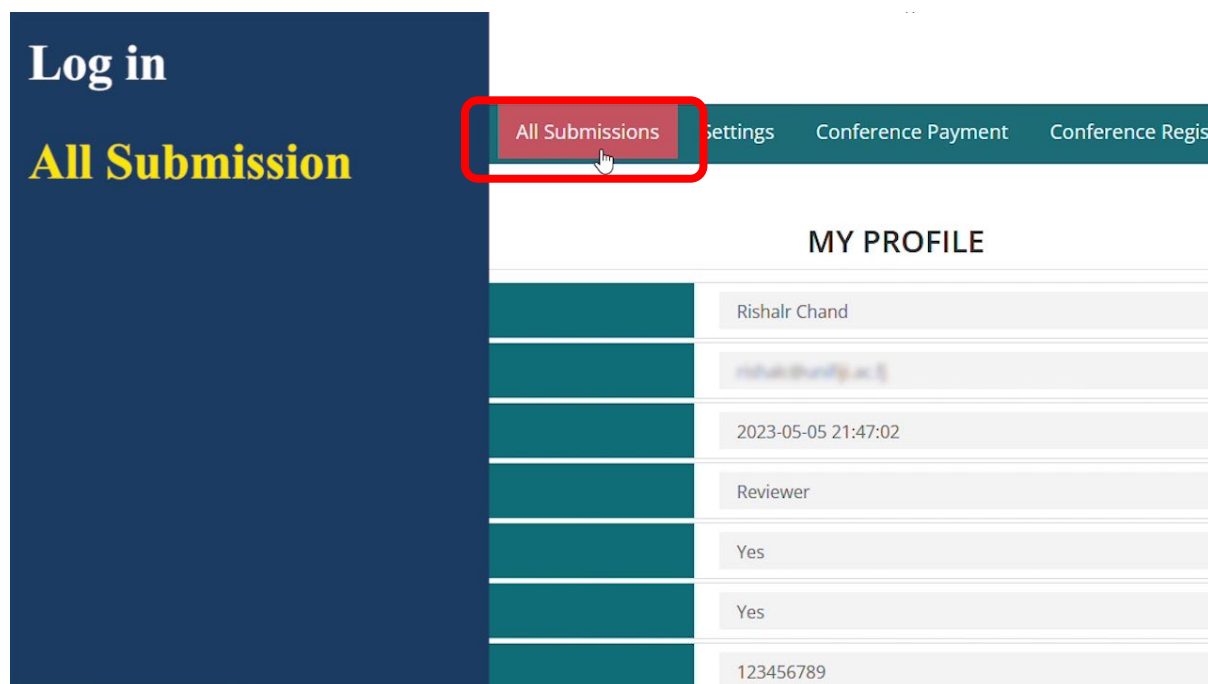 Log in
All Submission
All Submissions Settings Conference Payment Conference Regis
MY PROFILE
Rishalr Chand
2023-05-05 21:47:02
Reviewer
Yes
Yes
123456789